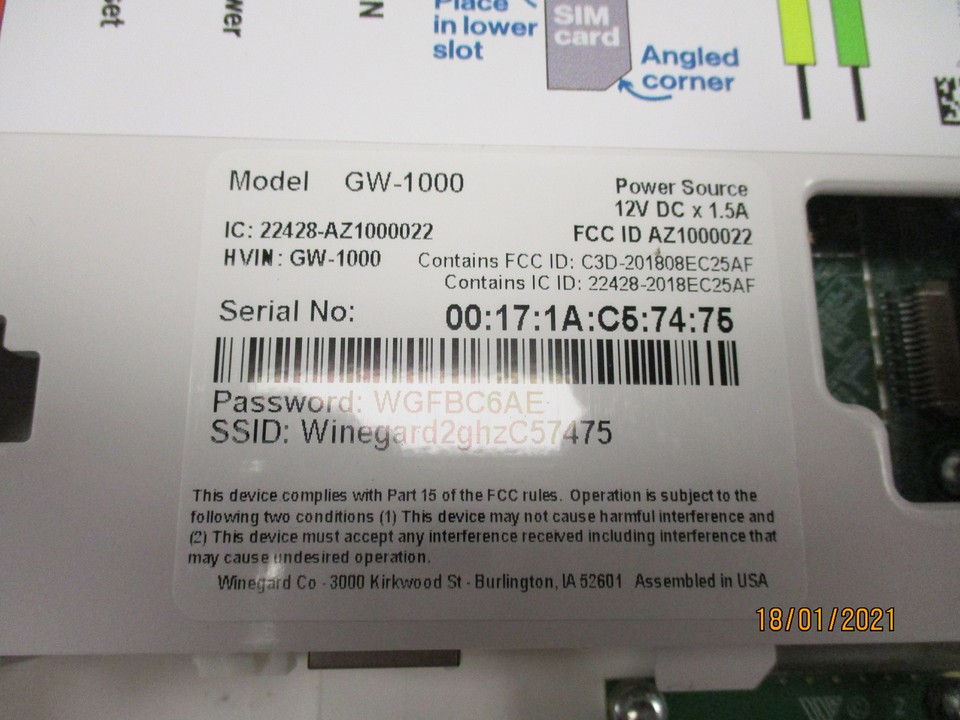 Place
in lower
slot
SIM
card
Angled
corner
Model GW-1000
Power Source
12V DC x 1.5A
IC: 22428-AZ1000022
FCC ID AZ1000022
HVIN: GW-1000
Contains FCC ID: C3D-201808EC25AF
Contains IC ID: 22428-2018EC25AF
Serial No: 00:17:1A:C5:74:75
Password: WGFBC6AE
SSID: Winegard2ghzC57475
This device complies with Part 15 of the FCC rules. Operation is subject to the
following two conditions (1) This device may not cause harmful interference and
(2) This device must accept any interference received including interference that
may cause undesired operation.
Winegard Co - 3000 Kirkwood St - Burlington, IA 52601 Assembled in USA
18/01/2021